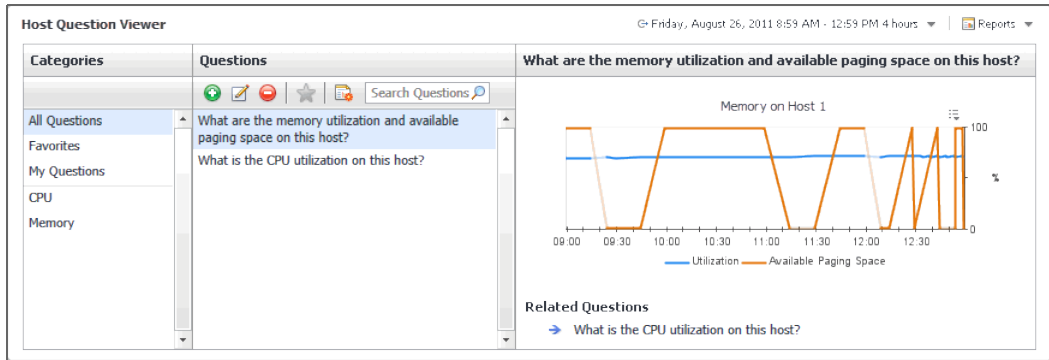 Host Question Viewer
Friday, August 26, 2011 8:59 AM - 12:59 PM 4 hours
Reports
Categories
Questions
What are the memory utilization and available paging space on this host?
Search Questions
All Questions
Favorites
My Questions
CPU
Memory
What are the memory utilization and available
paging space on this host?
What is the CPU utilization on this host?
Memory on Host 1
100
%
0
09:00 09:30 10:00 10:30 11:00 11:30 12:00 12:30
Utilization Available Paging Space
Related Questions
What is the CPU utilization on this host?